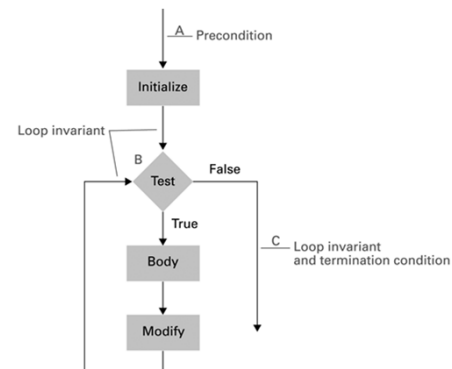 A
Precondition
Initialize
Loop invariant
B
Test
False
True
C
Loop invariant
and termination condition
Body
Modify